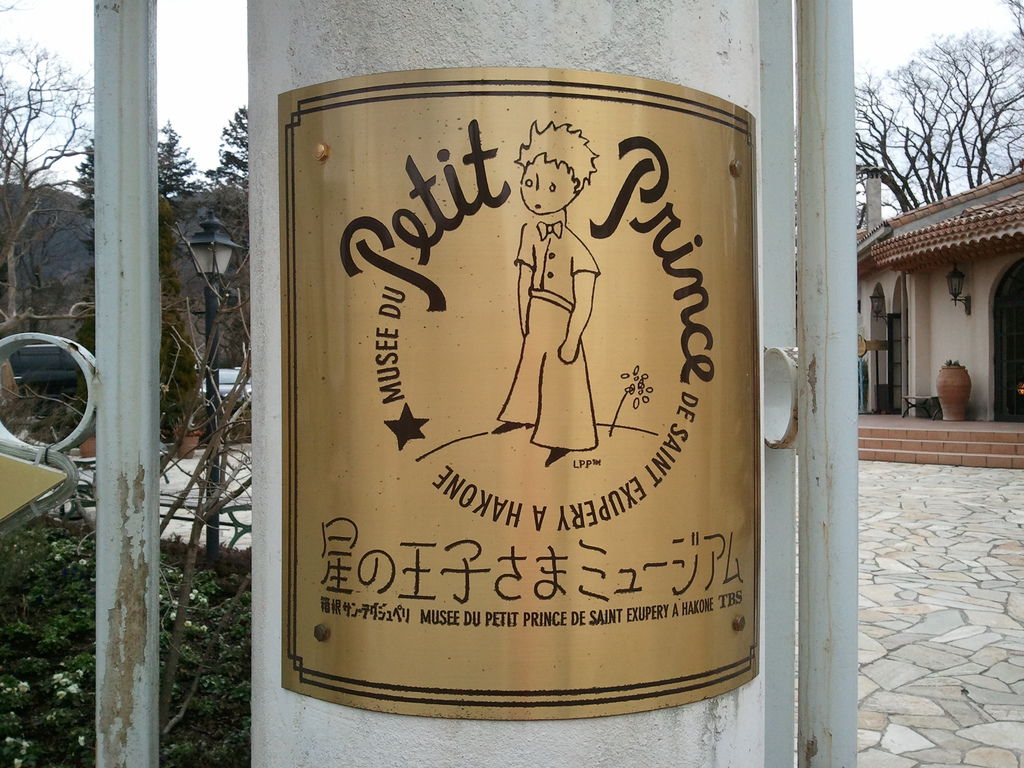 MUSEE DU Petit Prince DE SAINT EXUPERY A HAKONE
L.P.P™
星の王子さまミュージアム
箱根サン=テグジュペリ MUSEE DU PETIT PRINCE DE SAINT EXUPERY A HAKONE TBS